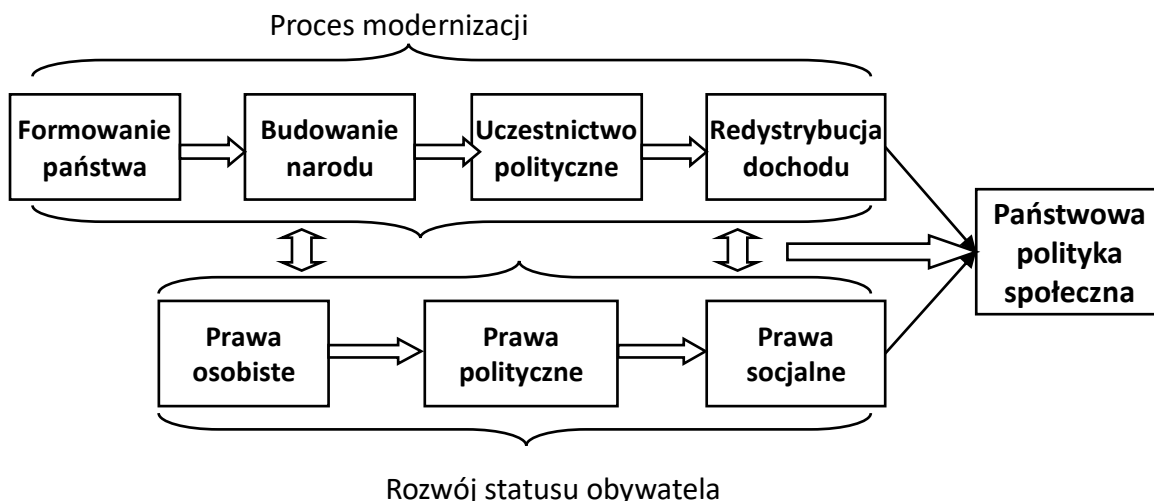 Proces modernizacji
Formowanie
państwa
Budowanie
narodu
Uczestnictwo
polityczne
Redystrybucja
dochodu
Państwowa
polityka
społeczna
Prawa
osobiste
Prawa
polityczne
Prawa
socjalne
Rozwój statusu obywatela